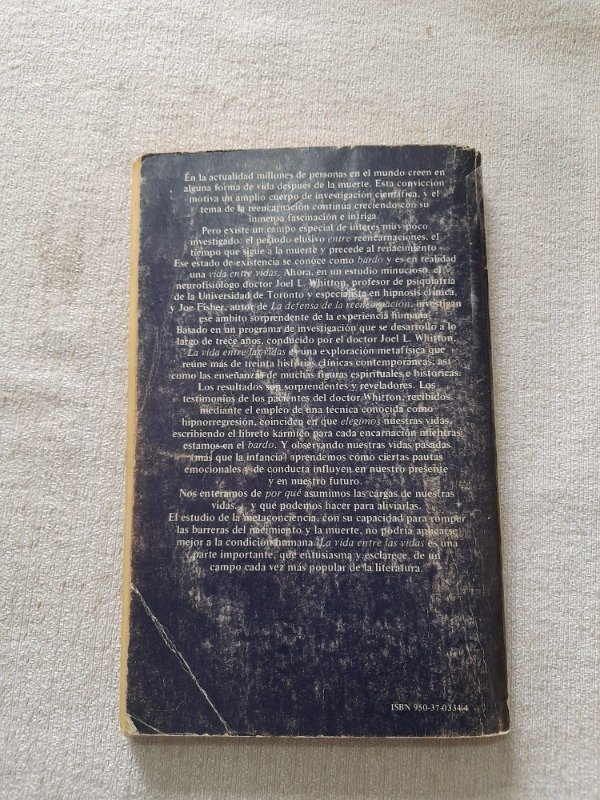 En la actualidad millones de personas en el mundo creen en
alguna forma de vida después de la muerte. Esta convicción
motiva un amplio cuerpo de investigación científica, y el
tema de la reencarnación continúa creciendo con su
inmensa fascinación e intriga.
Pero existe un campo especial de interés muy poco
investigado: el período elusivo entre reencarnaciones, el
tiempo que sigue a la muerte y precede al renacimiento
Ese estado de existencia se conoce como bardo y es en realidad
una vida entre vidas. Ahora, en un estudio minucioso, el
neurofisiólogo doctor Joel L. Whitton, profesor de psiquiatría
de la Universidad de Toronto y especialista en hipnosis clínica,
y Joe Fisher, autor de La defensa de la reencarnación, investigan
ese ámbito sorprendente de la experiencia humana.
Basado en un programa de investigación que se desarrolló a lo
largo de trece años, conducido por el doctor Joel L. Whitton,
La vida entre las vidas es una exploración metafísica que
reúne más de treinta historias clínicas contemporáneas, así
como las enseñanzas de muchas figuras espirituales e históricas.
Los resultados son sorprendentes y reveladores. Los
testimonios de los pacientes del doctor Whitton, recibidos
mediante el empleo de una técnica conocida como
hipnorregresión, coinciden en que elegimos nuestras vidas,
escribiendo el libreto kármico para cada encarnación mientras
estamos en el bardo. Y observando nuestras vidas pasadas
(más que la infancia) aprendemos cómo ciertas pautas
emocionales y de conducta influyen en nuestro presente
y en nuestro futuro.
Nos enteramos de por qué asumimos las cargas de nuestras
vidas... y qué podemos hacer para aliviarlas.
El estudio de la metaconciencia, con su capacidad para romper
las barreras del nacimiento y la muerte, no podría aplicarse
mejor a la condición humana. La vida entre las vidas es una
parte importante, que entusiasma y esclarece, de un
campo cada vez más popular de la literatura.
ISBN 950-37-0334-4